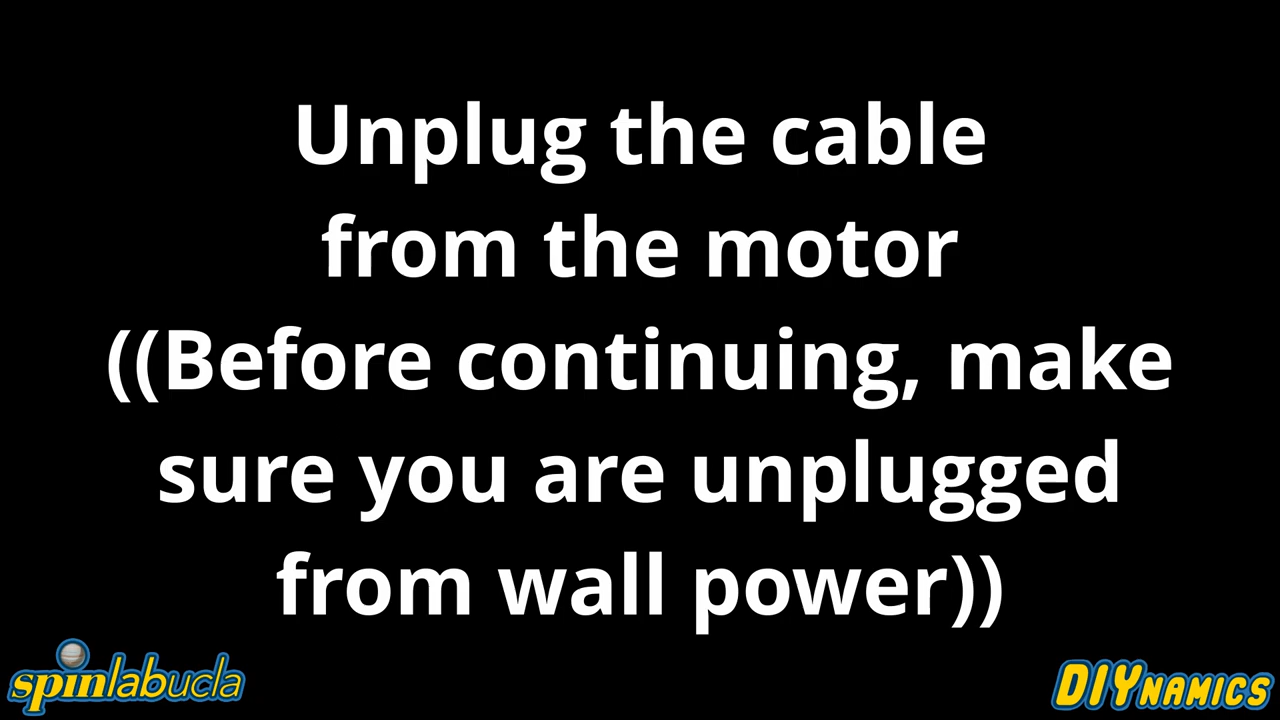 Unplug the cable
from the motor
((Before continuing, make
sure you are unplugged
from wall power))
spinlabucla
DIYNAMICS